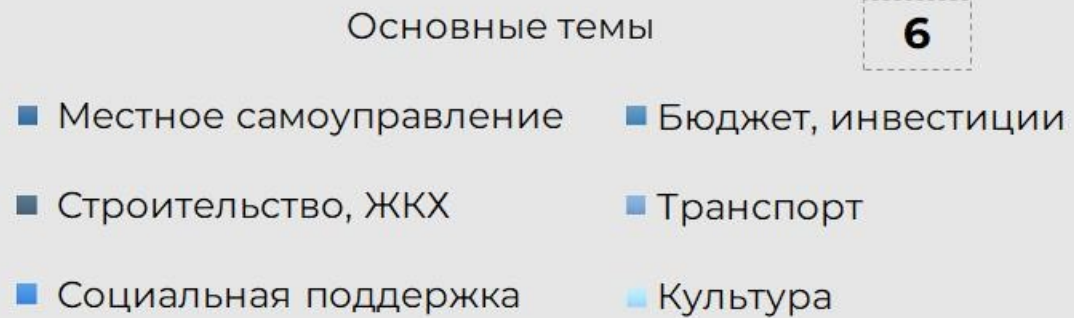 Основные темы
6
Местное самоуправление
Бюджет, инвестиции
Строительство, ЖКХ
Транспорт
Социальная поддержка
Культура